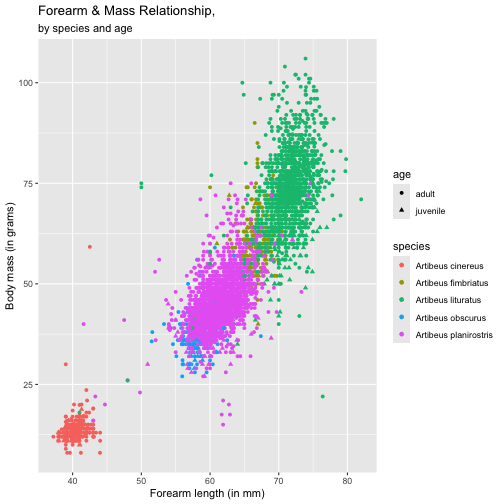 Forearm & Mass Relationship,
by species and age
Body mass (in grams)
100
75
50
25
40
50
60
70
80
Forearm length (in mm)
age
adult
juvenile
species
Artibeus cinereus
Artibeus fimbriatus
Artibeus lituratus
Artibeus obscurus
Artibeus planirostris